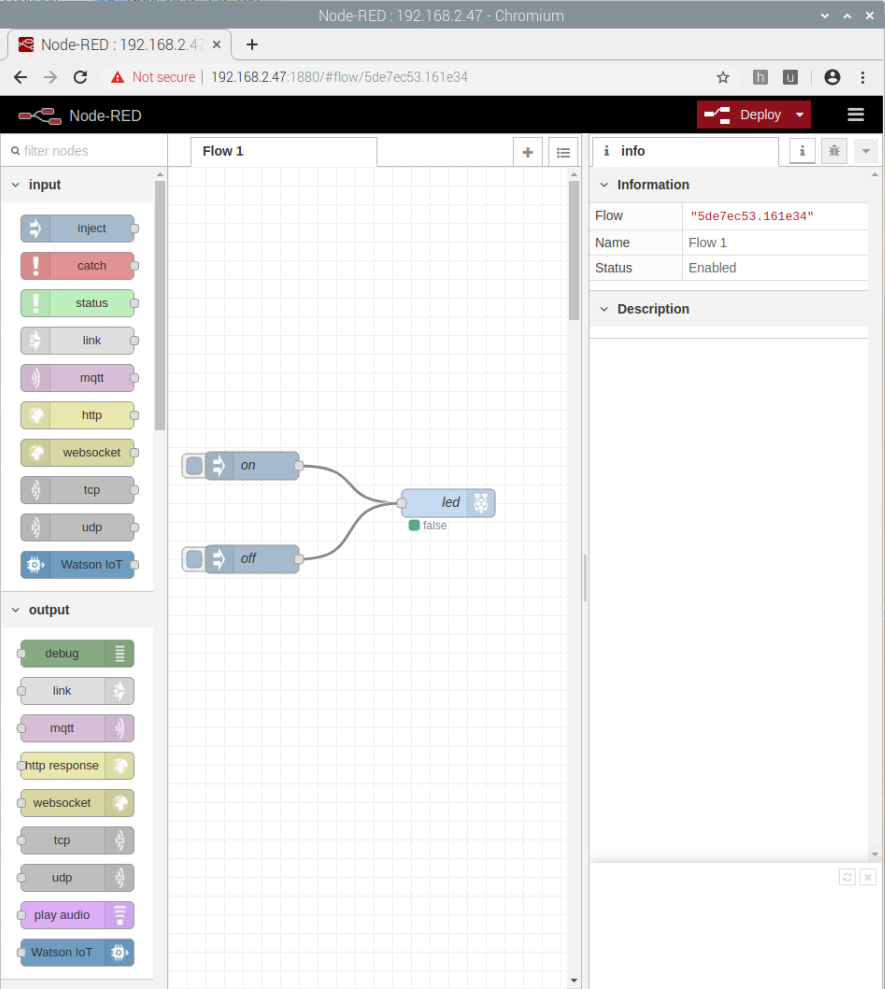 Node-RED : 192.168.2.47 - Chromium
Node-RED : 192.168.2.47
Not secure
192.168.2.47:1880/#flow/5de7ec53.161e34
h
u
Node-RED
Deploy
filter nodes
input
inject
catch
status
link
mqtt
http
websocket
tcp
udp
Watson IoT
output
debug
link
mqtt
http response
websocket
tcp
udp
play audio
Watson IoT
Flow 1
on
off
led
false
i info
i
Information
Flow "5de7ec53.161e34"
Name Flow 1
Status Enabled
Description